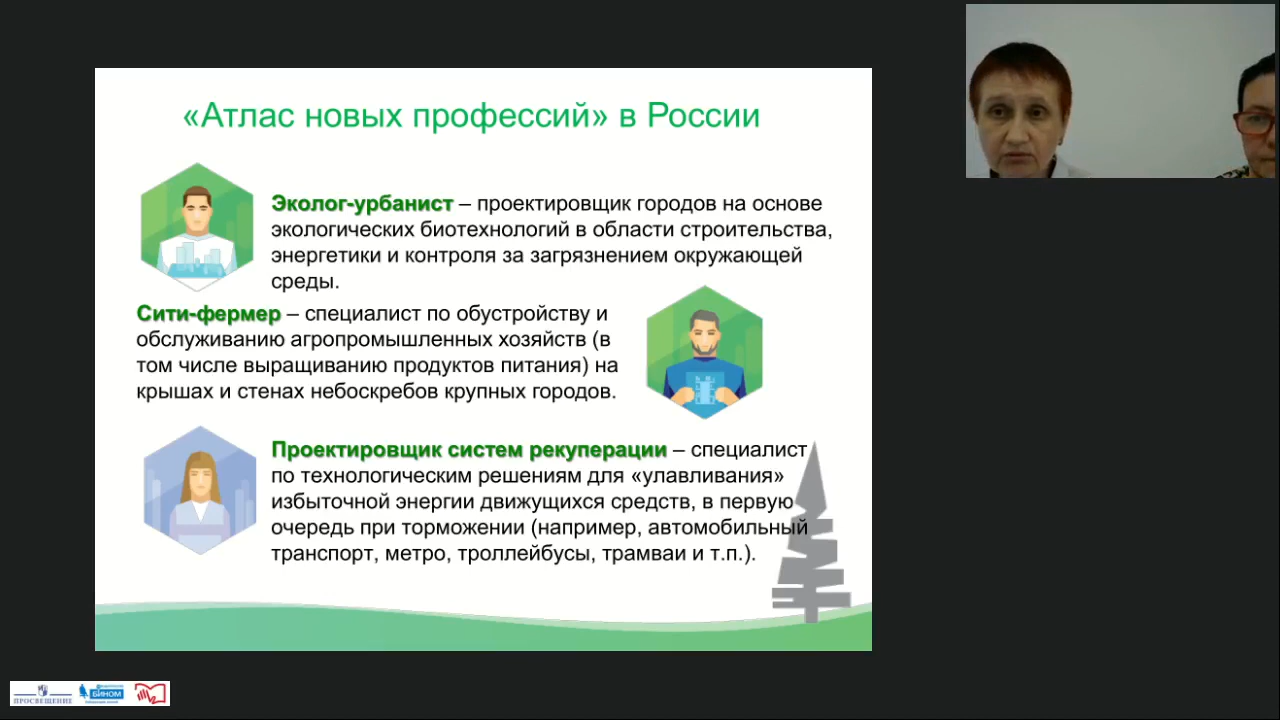 «Атлас новых профессий» в России
Эколог-урбанист – проектировщик городов на основе
экологических биотехнологий в области строительства,
энергетики и контроля за загрязнением окружающей
среды.
Сити-фермер – специалист по обустройству и
обслуживанию агропромышленных хозяйств (в
том числе выращиванию продуктов питания) на
крышах и стенах небоскребов крупных городов.
Проектировщик систем рекуперации – специалист
по технологическим решениям для «улавливания»
избыточной энергии движущихся средств, в первую
очередь при торможении (например, автомобильный
транспорт, метро, троллейбусы, трамваи и т.п.).
ПРОСВЕЩЕНИЕ
БИНОМ